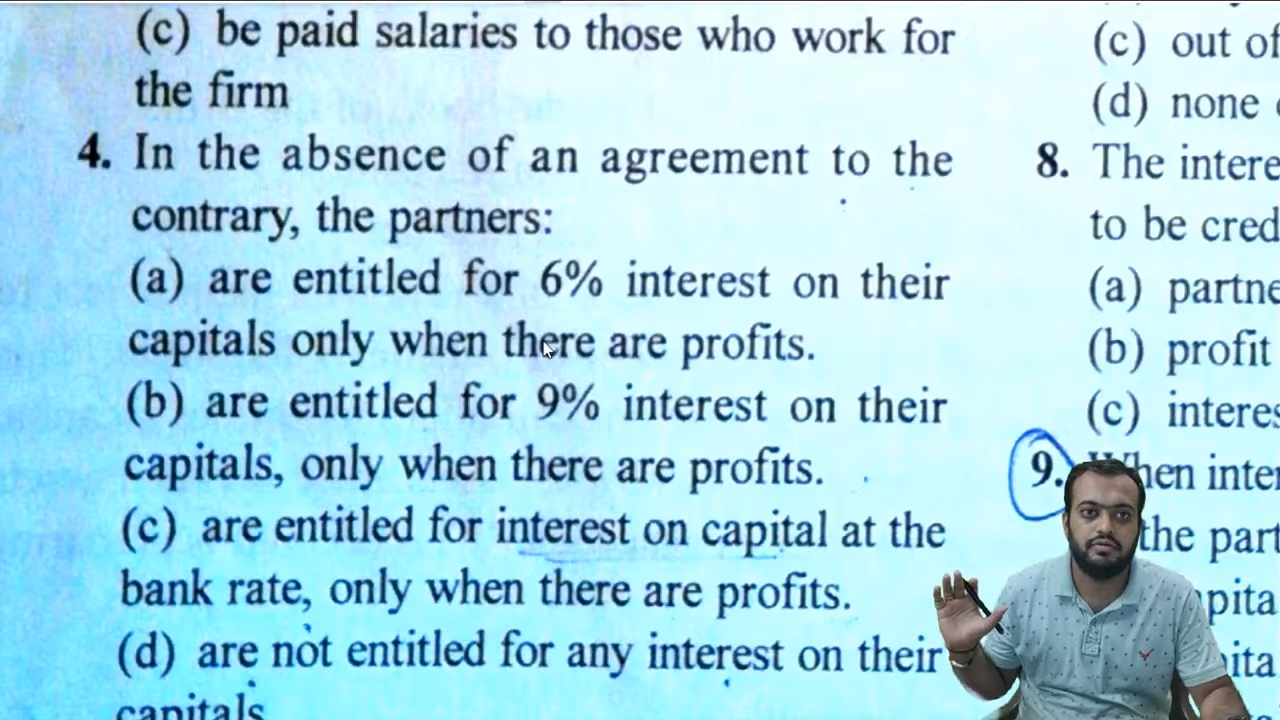 (c) be paid salaries to those who work for
the firm
4. In the absence of an agreement to the
contrary, the partners:
(a) are entitled for 6% interest on their
capitals only when there are profits.
(b) are entitled for 9% interest on their
capitals, only when there are profits.
(c) are entitled for interest on capital at the
bank rate, only when there are profits.
(d) are not entitled for any interest on their
capitals
(c) out of
(d) none
8. The intere
to be cred
(a) partne
(b) profit
(c) interes
9. When inter
the part